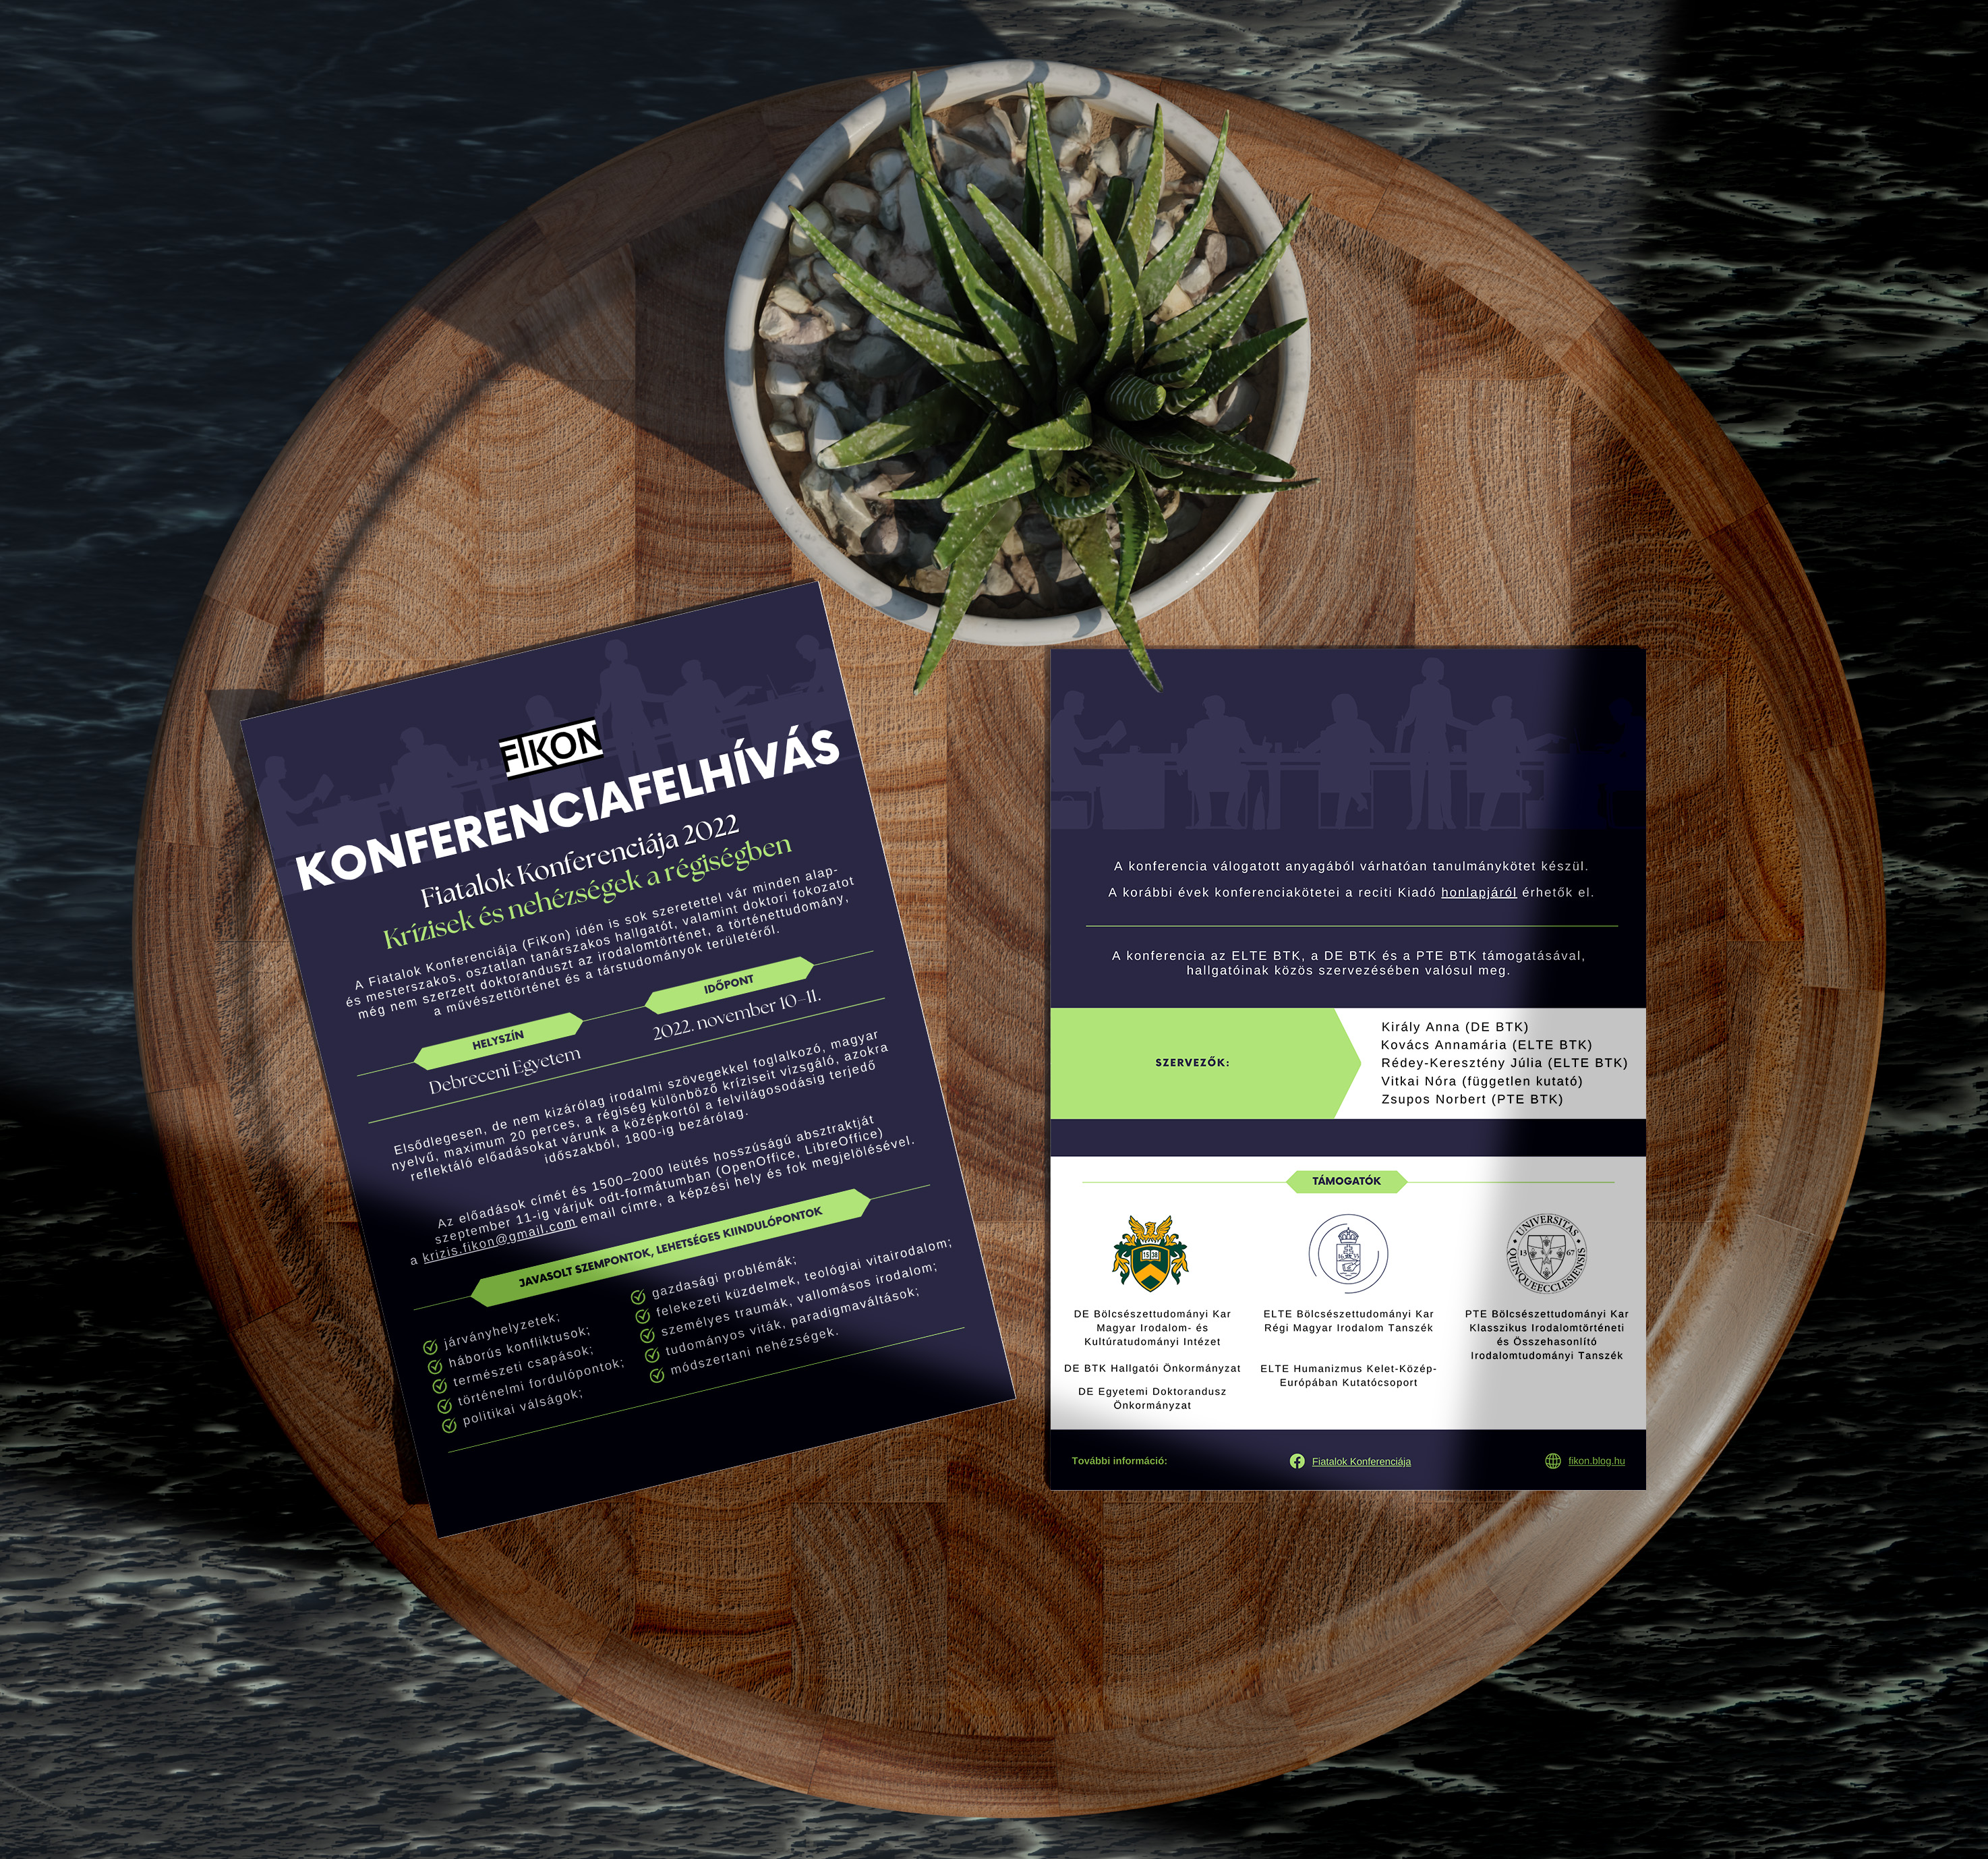 FIKON
KONFERENCIAFELHÍVÁS
Fiatalok Konferenciája 2022
Krízisek és nehézségek a régiségben
A Fiatalok Konferenciája (FiKon) idén is sok szeretettel vár minden alap-
és mesterszakos, osztatlan tanárszakos hallgatót, valamint doktori fokozatot
még nem szerzett doktoranduszt az irodalomtörténet, a történettudomány,
a művészettörténet és a társtudományok területéről.
HELYSZÍN
Debreceni Egyetem
IDŐPONT
2022. november 10–11.
Elsődlegesen, de nem kizárólag irodalmi szövegekkel foglalkozó, magyar
nyelvű, maximum 20 perces, a régiség különböző kríziseit vizsgáló, azokra
reflektáló előadásokat várunk a középkortól a felvilágosodásig terjedő
időszakból, 1800-ig bezárólag.
Az előadások címét és 1500–2000 leütés hosszúságú absztraktját
szeptember 11-ig várjuk odt-formátumban (OpenOffice, LibreOffice)
a krizis.fikon@gmail.com email címre, a képzési hely és fok megjelölésével.
JAVASOLT SZEMPONTOK, LEHETSÉGES KIINDULÓPONTOK
járványhelyzetek;
háborús konfliktusok;
természeti csapások;
történelmi fordulópontok;
politikai válságok;
gazdasági problémák;
felekezeti küzdelmek, teológiai vitairodalom;
személyes traumák, vallomásos irodalom;
tudományos viták, paradigmaváltások;
módszertani nehézségek.
A konferencia válogatott anyagából várhatóan tanulmánykötet készül.
A korábbi évek konferenciakötetei a reciti Kiadó honlapjáról érhetők el.
A konferencia az ELTE BTK, a DE BTK és a PTE BTK támogatásával,
hallgatóinak közös szervezésében valósul meg.
SZERVEZŐK:
Király Anna (DE BTK)
Kovács Annamária (ELTE BTK)
Rédey-Keresztény Júlia (ELTE BTK)
Vitkai Nóra (független kutató)
Zsupos Norbert (PTE BTK)
TÁMOGATÓK
15 38
DE Bölcsészettudományi Kar
Magyar Irodalom- és
Kultúratudományi Intézet
DE BTK Hallgatói Önkormányzat
DE Egyetemi Doktorandusz
Önkormányzat
16 35
ELTE Bölcsészettudományi Kar
Régi Magyar Irodalom Tanszék
ELTE Humanizmus Kelet-Közép-
Európában Kutatócsoport
UNIVERSITAS
QUINQUEECCLESIENSIS
13 67
PTE Bölcsészettudományi Kar
Klasszikus Irodalomtörténeti
és Összehasonlító
Irodalomtudományi Tanszék
További információ:
Fiatalok Konferenciája
fikon.blog.hu